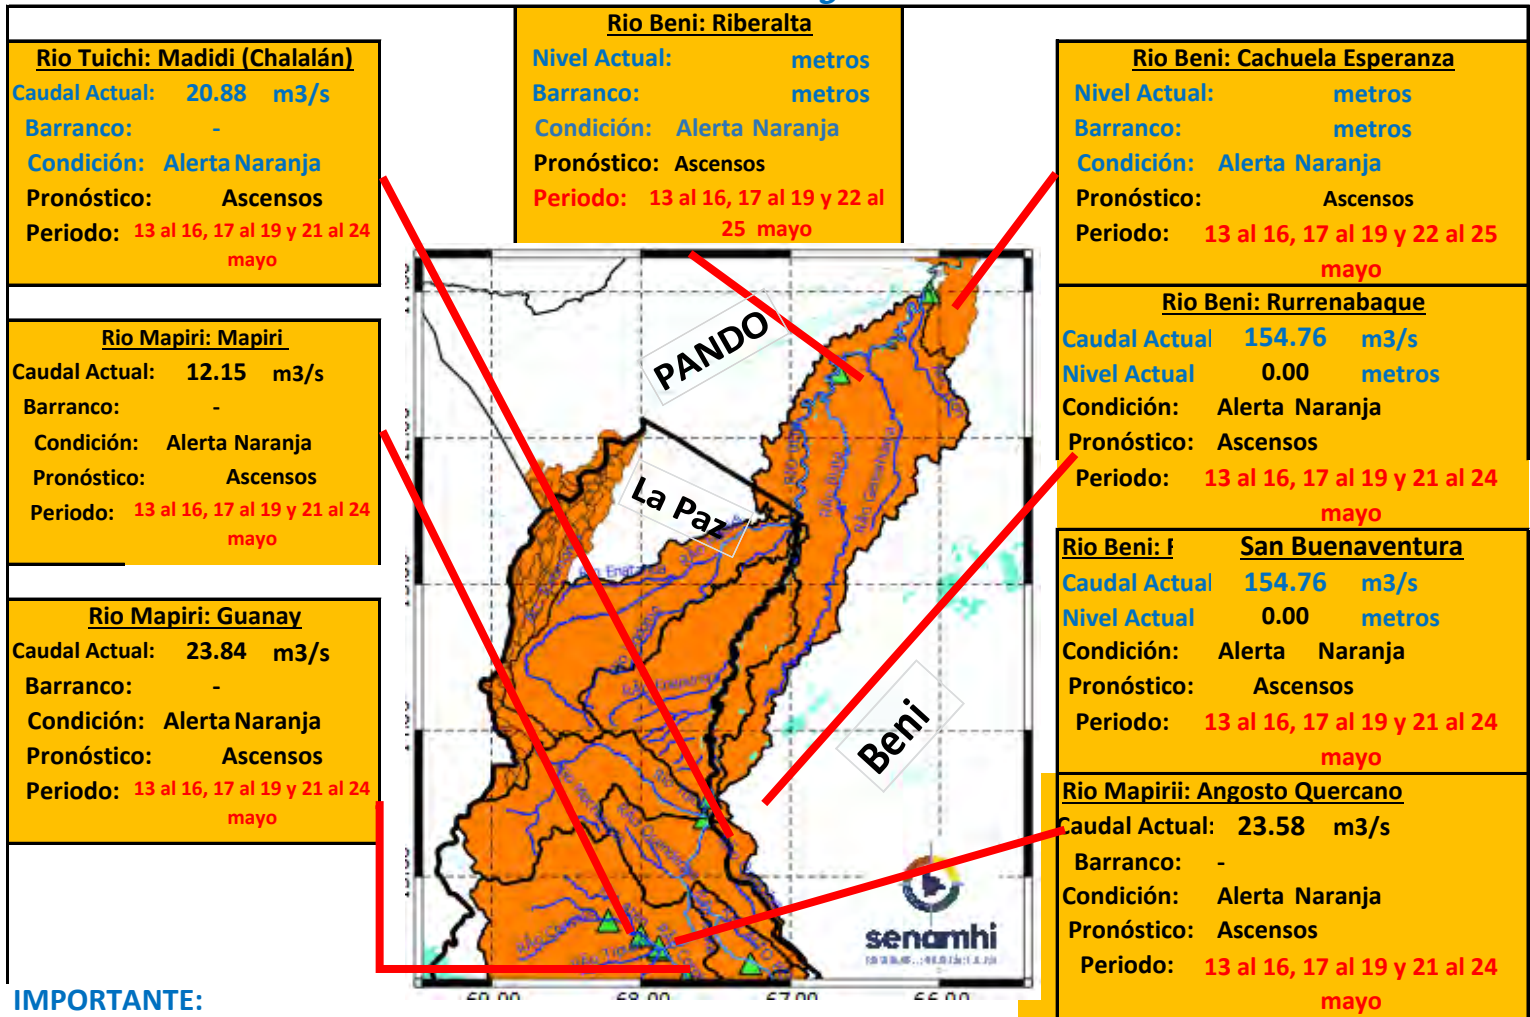 Rio Beni: Riberalta
Nivel Actual: metros
Barranco: metros
Condición: Alerta Naranja
Pronóstico: Ascensos
Periodo: 13 al 16, 17 al 19 y 22 al
25 mayo
Rio Tuichi: Madidi (Chalalán)
Caudal Actual: 20.88 m3/s
Barranco: -
Condición: Alerta Naranja
Pronóstico: Ascensos
Periodo: 13 al 16, 17 al 19 y 21 al 24
mayo
Rio Mapiri: Mapiri
Caudal Actual: 12.15 m3/s
Barranco: -
Condición: Alerta Naranja
Pronóstico: Ascensos
Periodo: 13 al 16, 17 al 19 y 21 al 24
mayo
Rio Mapiri: Guanay
Caudal Actual: 23.84 m3/s
Barranco: -
Condición: Alerta Naranja
Pronóstico: Ascensos
Periodo: 13 al 16, 17 al 19 y 21 al 24
mayo
PANDO
La Paz
Beni
senamhi
Rio Beni: Cachuela Esperanza
Nivel Actual: metros
Barranco: metros
Condición: Alerta Naranja
Pronóstico: Ascensos
Periodo: 13 al 16, 17 al 19 y 22 al 25
mayo
Rio Beni: Rurrenabaque
Caudal Actual 154.76 m3/s
Nivel Actual 0.00 metros
Condición: Alerta Naranja
Pronóstico: Ascensos
Periodo: 13 al 16, 17 al 19 y 21 al 24
mayo
Rio Beni: San Buenaventura
Caudal Actual 154.76 m3/s
Nivel Actual 0.00 metros
Condición: Alerta Naranja
Pronóstico: Ascensos
Periodo: 13 al 16, 17 al 19 y 21 al 24
mayo
Rio Mapirii: Angosto Quercano
Caudal Actual: 23.58 m3/s
Barranco: -
Condición: Alerta Naranja
Pronóstico: Ascensos
Periodo: 13 al 16, 17 al 19 y 21 al 24
mayo
IMPORTANTE: